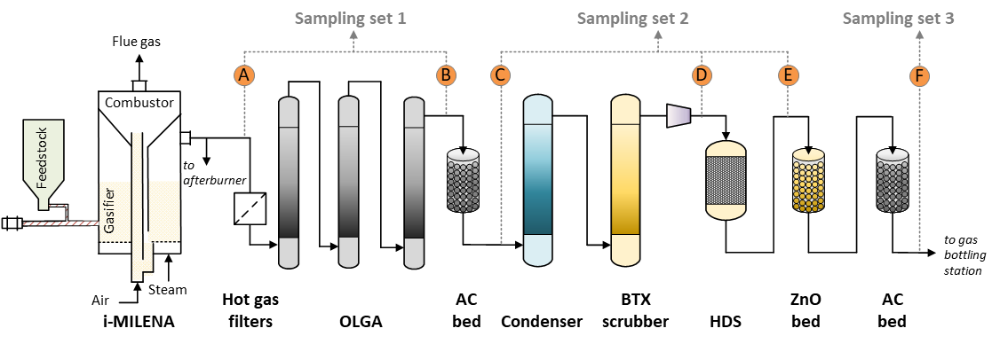 Sampling set 1
Sampling set 2
Sampling set 3
Flue gas
A
B
C
D
E
F
Combustor
Feedstock
Gasifier
to
afterburner
to gas
bottling
station
Air
Steam
i-MILENA
Hot gas
filters
OLGA
AC
bed
Condenser
BTX
scrubber
HDS
ZnO
bed
AC
bed